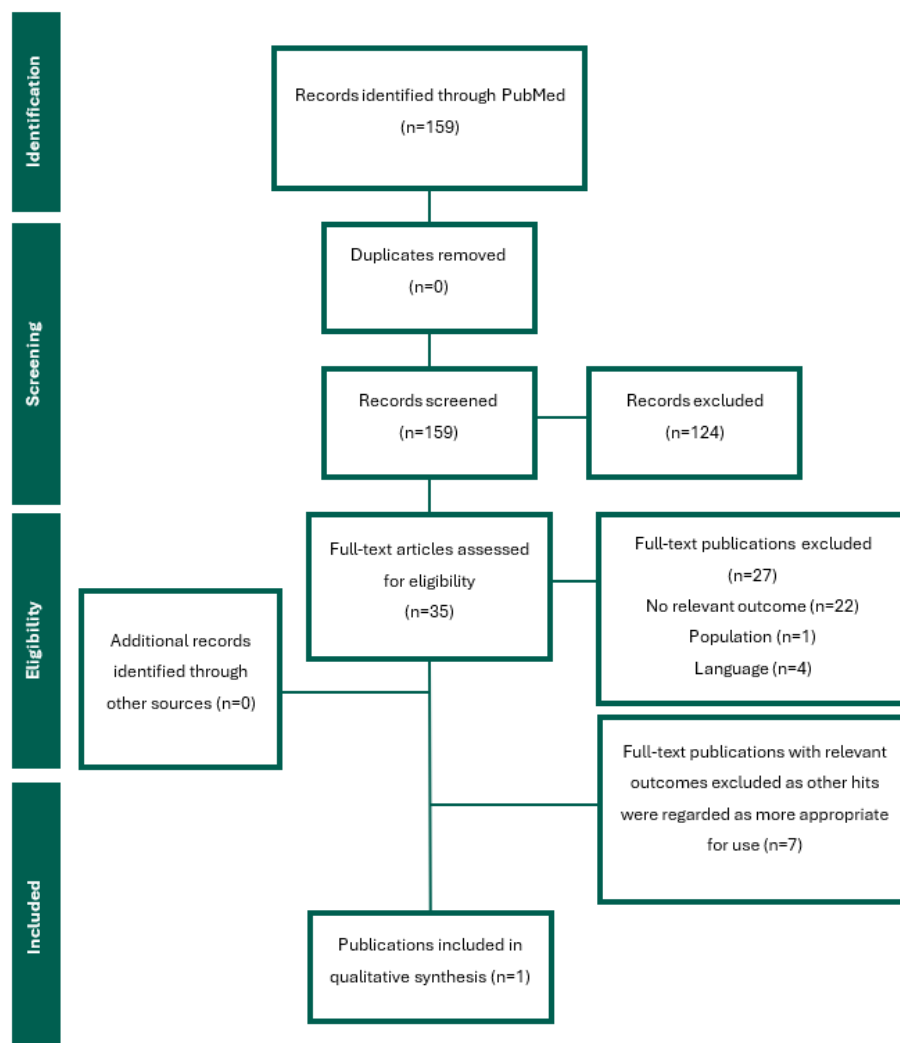 Identification
Records identified through PubMed
(n=159)
Screening
Duplicates removed
(n=0)
Records screened
(n=159)
Records excluded
(n=124)
Eligibility
Full-text articles assessed
for eligibility
(n=35)
Full-text publications excluded
(n=27)
No relevant outcome (n=22)
Population (n=1)
Language (n=4)
Additional records
identified through
other sources (n=0)
Full-text publications with relevant
outcomes excluded as other hits
were regarded as more appropriate
for use (n=7)
Included
Publications included in
qualitative synthesis (n=1)